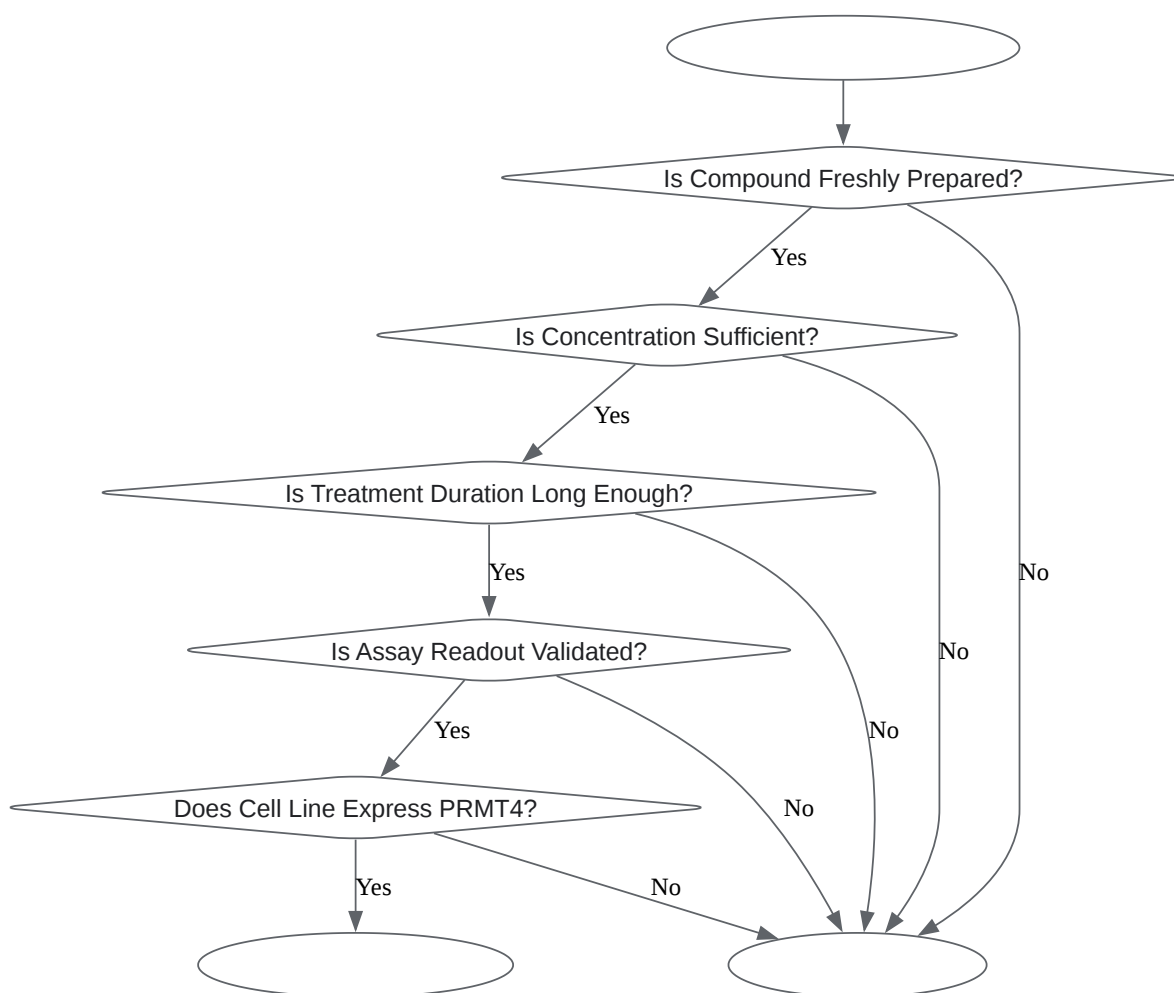 Is Compound Freshly Prepared?
Yes
Is Concentration Sufficient?
Yes
Is Treatment Duration Long Enough?
Yes
No
Is Assay Readout Validated?
No
Yes
No
Does Cell Line Express PRMT4?
No
Yes
No